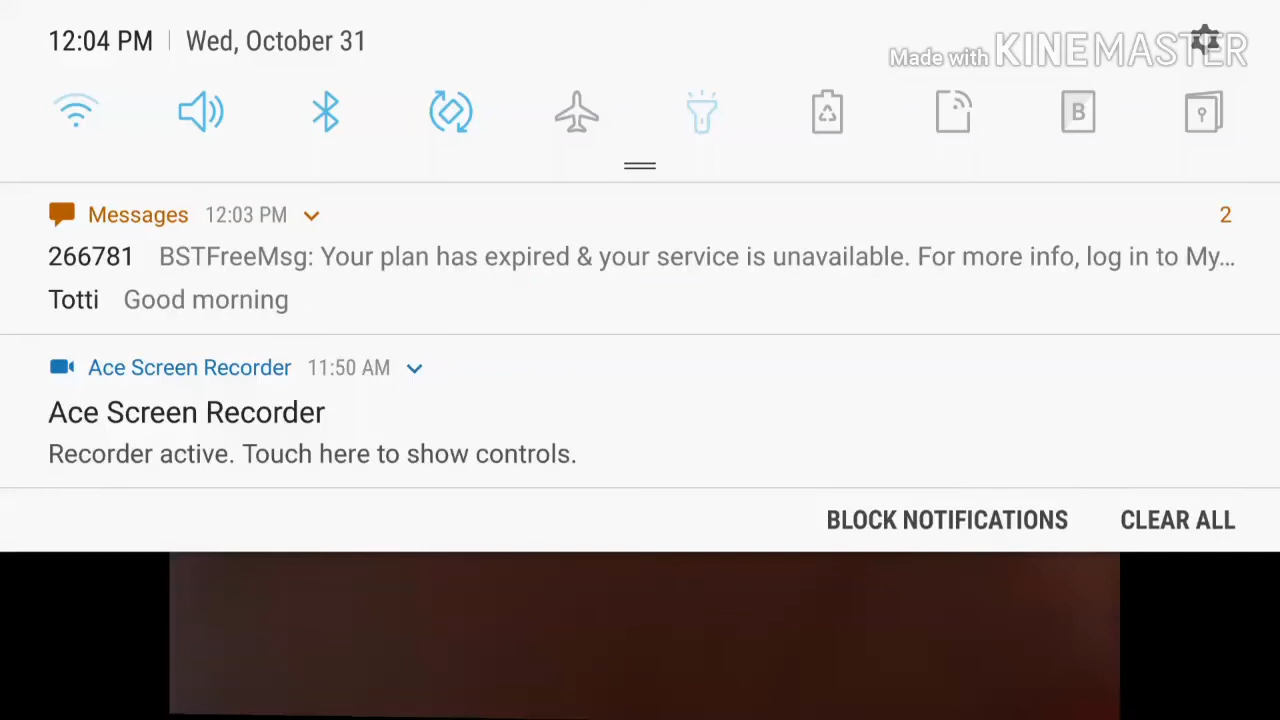 12:04 PM Wed, October 31
Made with KINEMASTER
B
Messages 12:03 PM 2
266781 BSTFreeMsg: Your plan has expired & your service is unavailable. For more info, log in to My...
Totti Good morning
Ace Screen Recorder 11:50 AM
Ace Screen Recorder
Recorder active. Touch here to show controls.
BLOCK NOTIFICATIONS CLEAR ALL